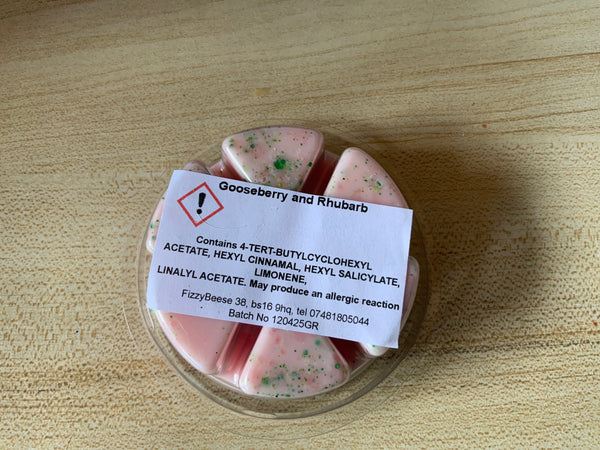 Gooseberry and Rhubarb
Contains 4-TERT-BUTYLCYCLOHEXYL
ACETATE, HEXYL CINNAMAL, HEXYL SALICYLATE,
LIMONENE,
LINALYL ACETATE. May produce an allergic reaction
FizzyBeese 38, bs16 9hq, tel 07481805044
Batch No 120425GR